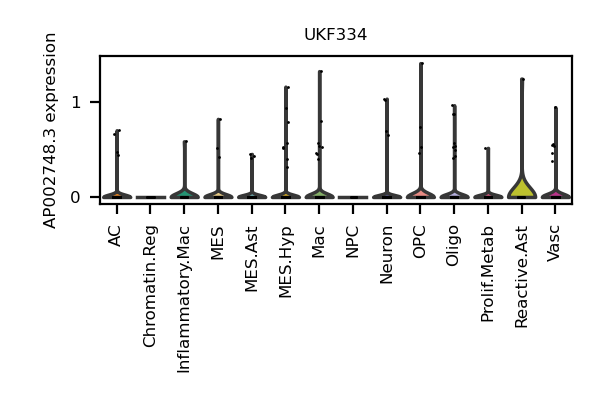 UKF334
AP002748.3 expression
1
0
AC
Chromatin.Reg
Inflammatory.Mac
MES
MES.Ast
MES.Hyp
Mac
NPC
Neuron
OPC
Oligo
Prolif.Metab
Reactive.Ast
Vasc